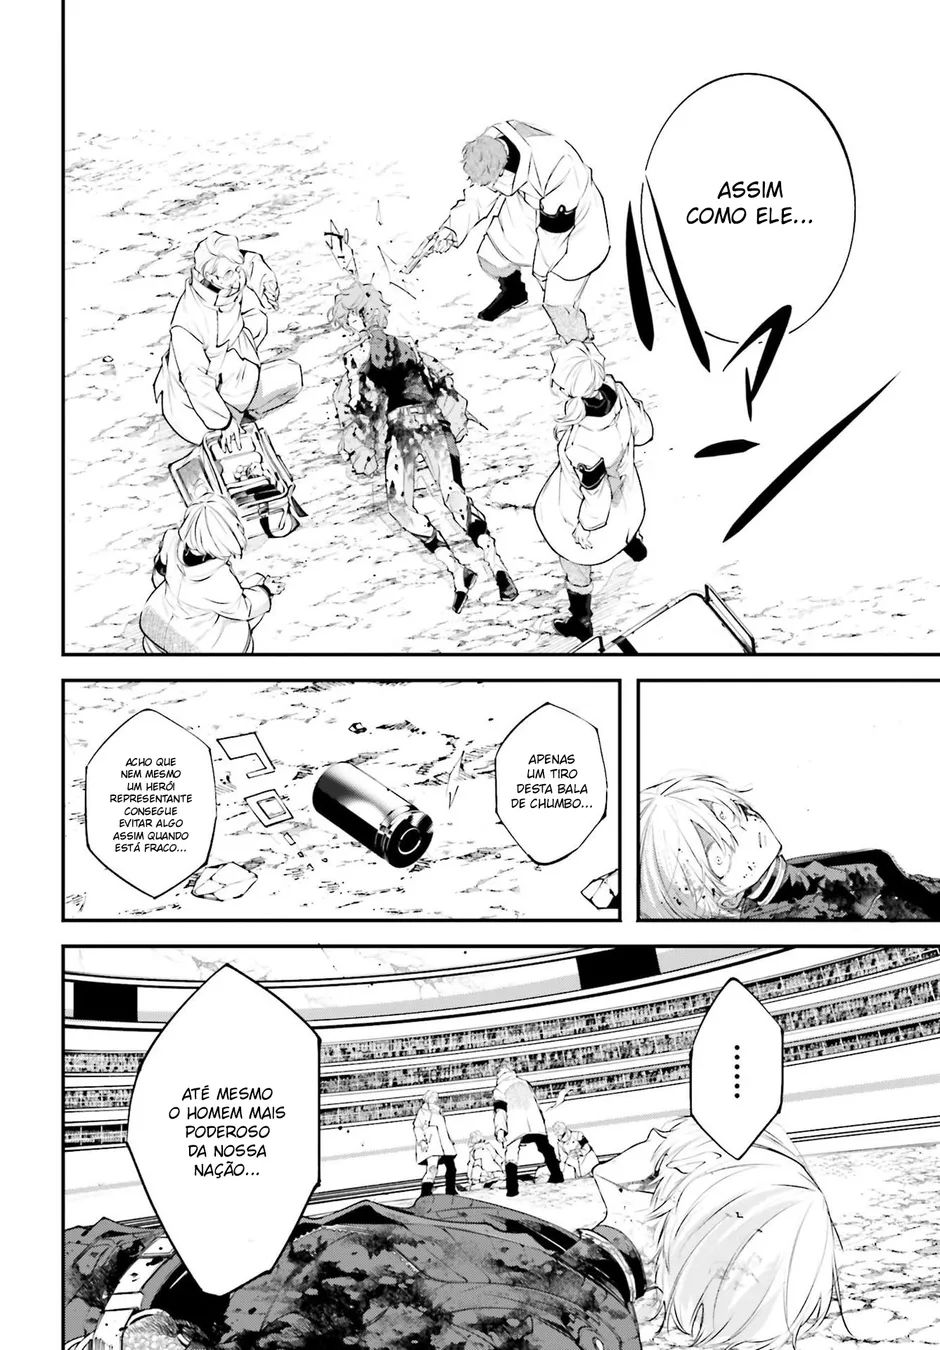 ASSIM
COMO ELE...
APENAS
UM TIRO
DESTA BALA
DE CHUMBO...
ACHO QUE
NEM MESMO
UM HERÓI
REPRESENTANTE
CONSEGUE
EVITAR ALGO
ASSIM QUANDO
ESTÁ FRACO...
......
ATÉ MESMO
O HOMEM MAIS
PODEROSO
DA NOSSA
NAÇÃO...